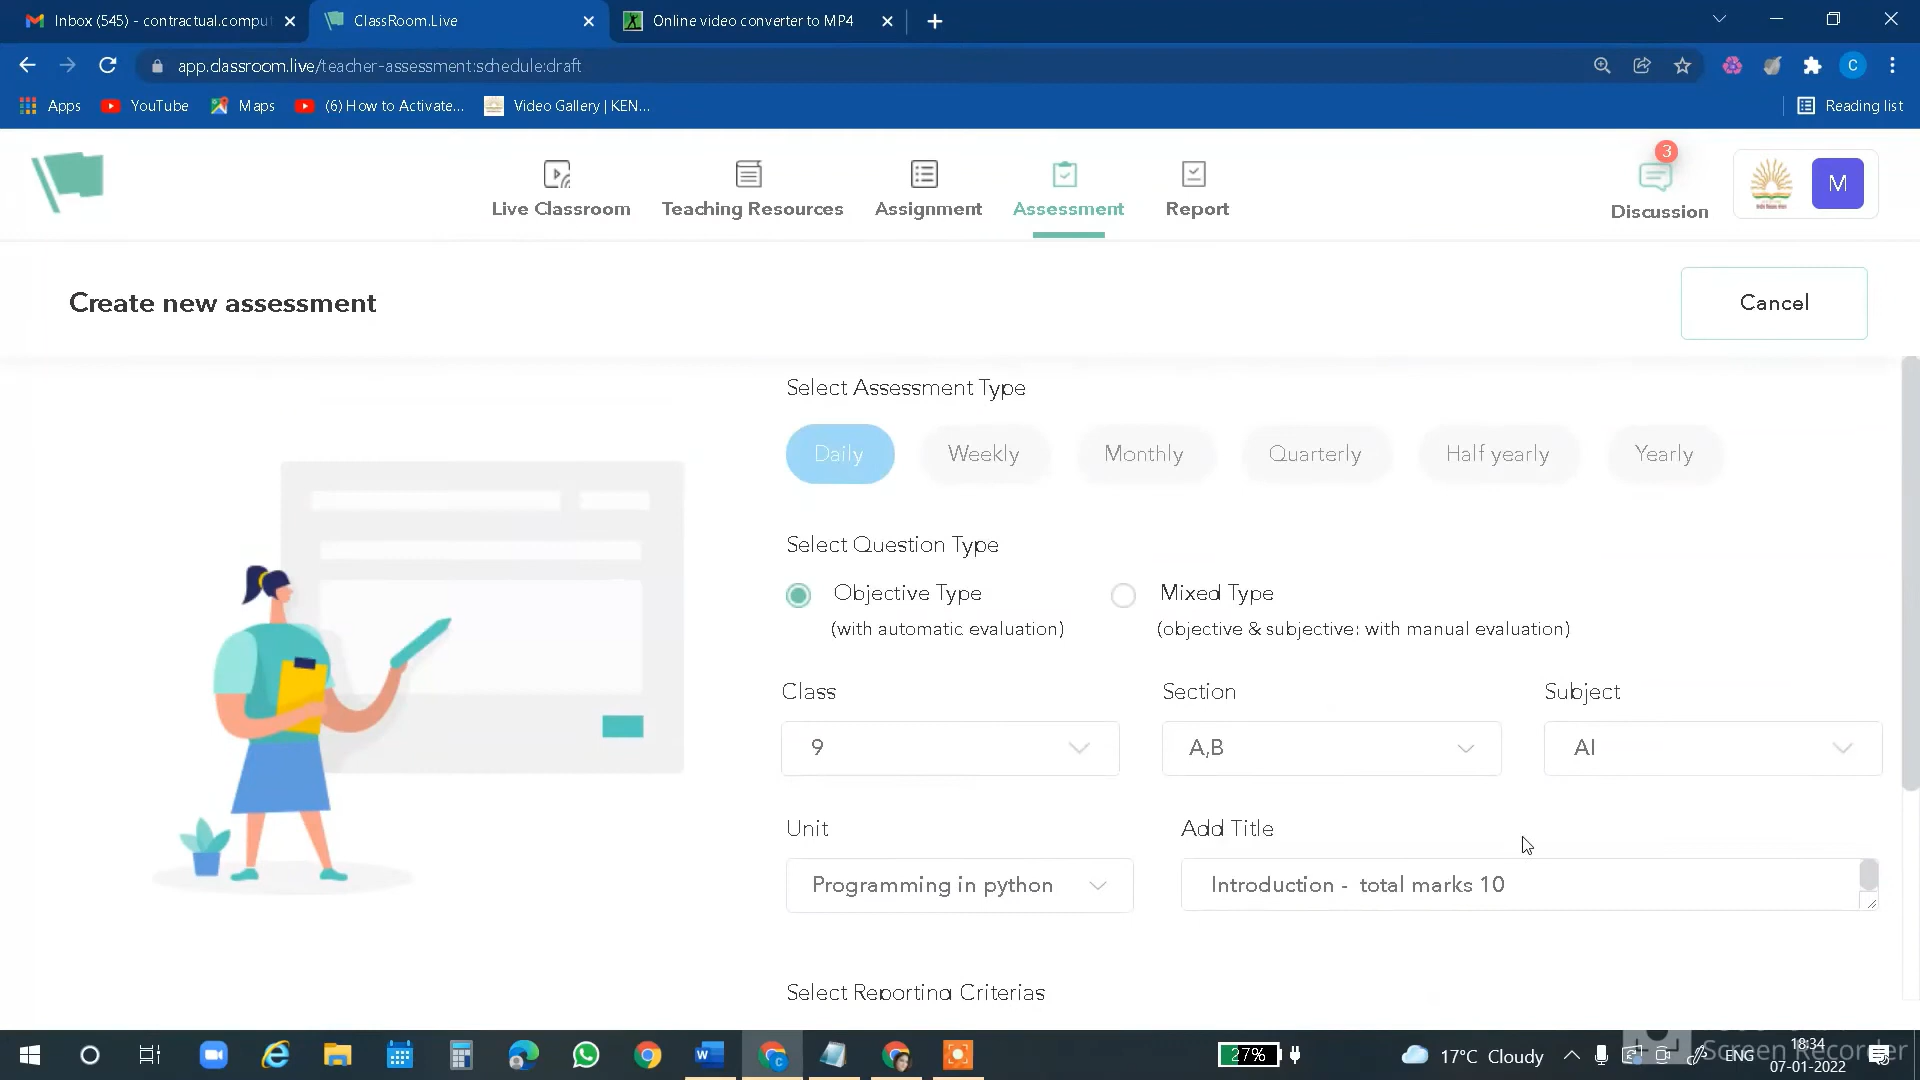 Inbox (545) - contractual.compu
ClassRoom.Live
Online video converter to MP4
app.classroom.live/teacher-assessment:schedule:draft
C
Apps
YouTube
Maps
(6) How to Activate...
Video Gallery | KEN...
Reading list
Live Classroom
Teaching Resources
Assignment
Assessment
Report
3
Discussion
M
Create new assessment
Cancel
Select Assessment Type
Daily
Weekly
Monthly
Quarterly
Half yearly
Yearly
Select Question Type
Objective Type
(with automatic evaluation)
Mixed Type
(objective & subjective: with manual evaluation)
Class
Section
Subject
9
A,B
AI
Unit
Add Title
Programming in python
Introduction - total marks 10
Select Reporting Criterias
27%
17°C Cloudy
ENG
Screen Recorder
18:34
07-01-2022